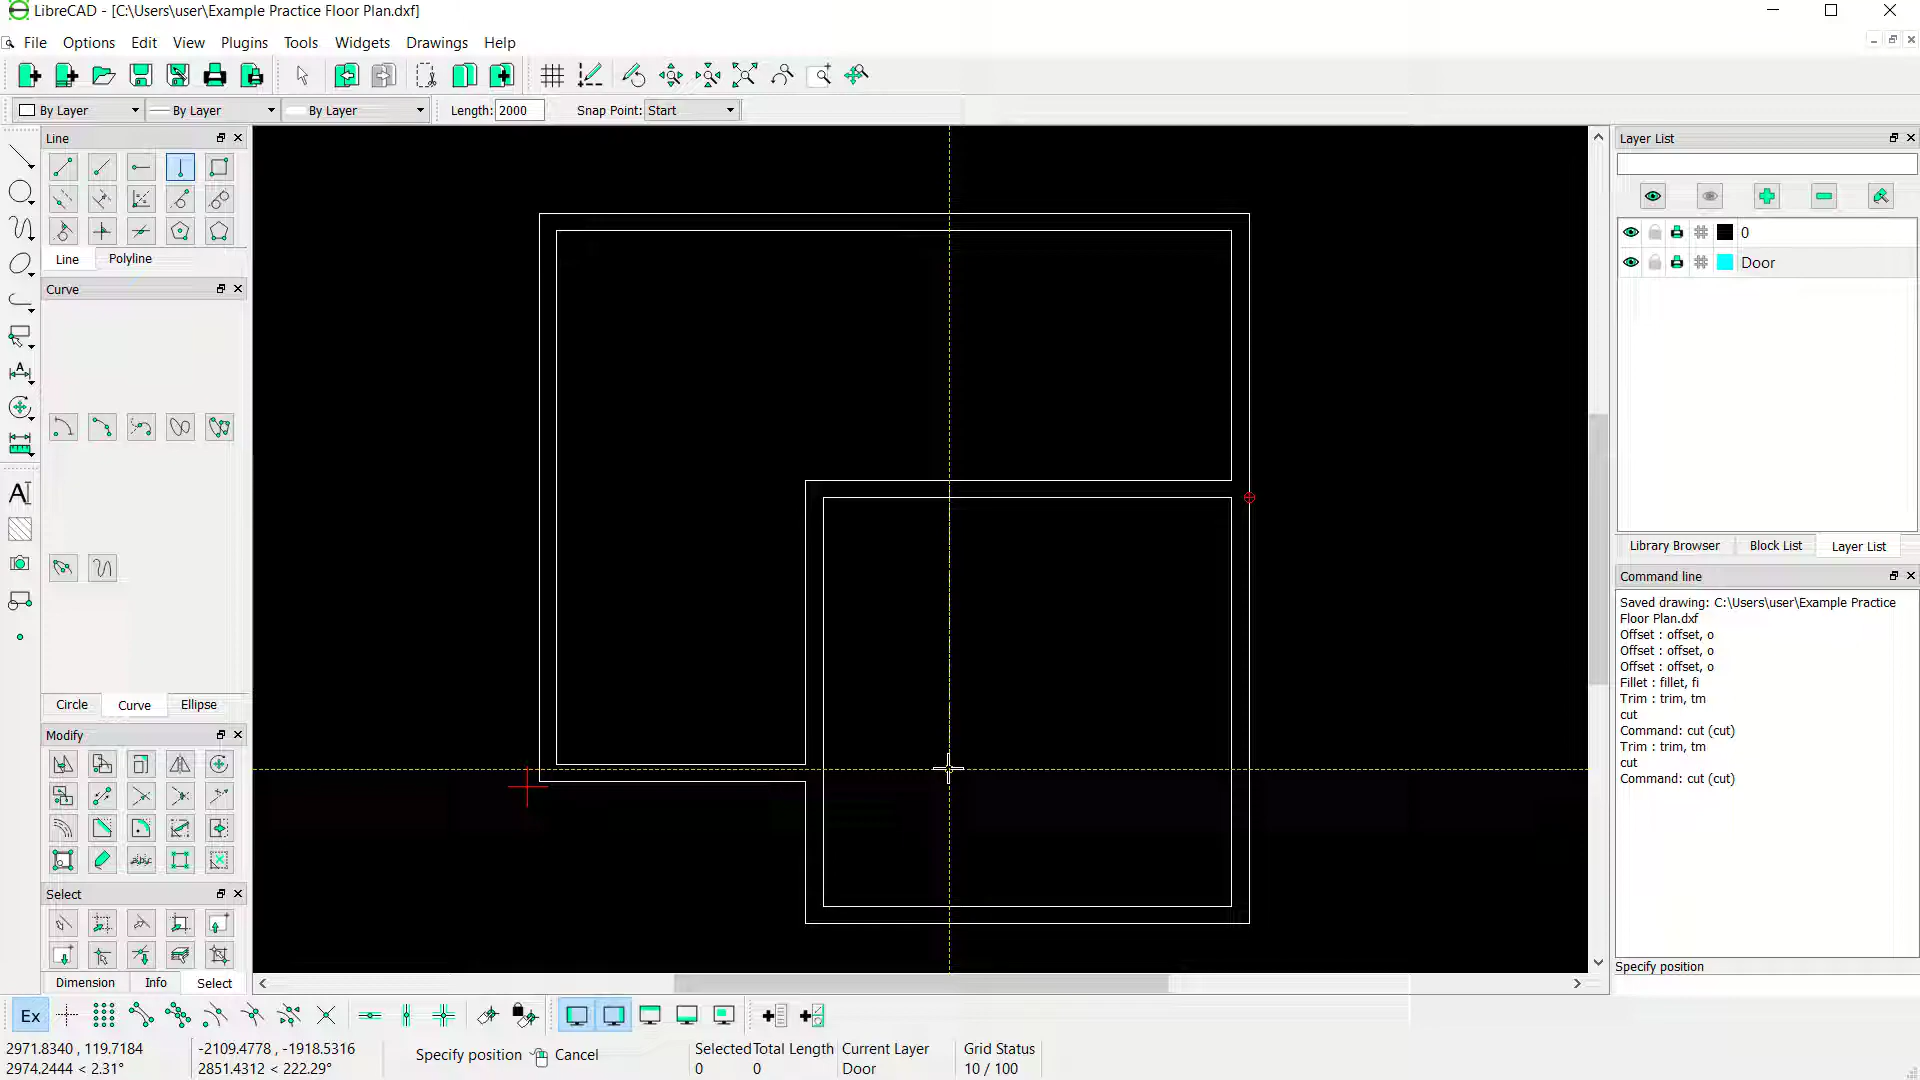 LibreCAD - [C:\Users\user\Example Practice Floor Plan.dxf]
File Options Edit View Plugins Tools Widgets Drawings Help
By Layer By Layer By Layer Length: 2000 Snap Point: Start
Line
Line Polyline
Curve
Circle Curve Ellipse
Modify
Select
Dimension Info Select
Layer List
0
Door
Library Browser Block List Layer List
Command line
Saved drawing: C:\Users\user\Example Practice
Floor Plan.dxf
Offset : offset, o
Offset : offset, o
Offset : offset, o
Fillet : fillet, fi
Trim : trim, tm
cut
Command: cut (cut)
Trim : trim, tm
cut
Command: cut (cut)
Specify position
Ex
2971.8340 , 119.7184
2974.2444 < 2.31°
-2109.4778 , -1918.5316
2851.4312 < 222.29°
Specify position Cancel
Selected Total Length Current Layer Grid Status
0 0 Door 10 / 100